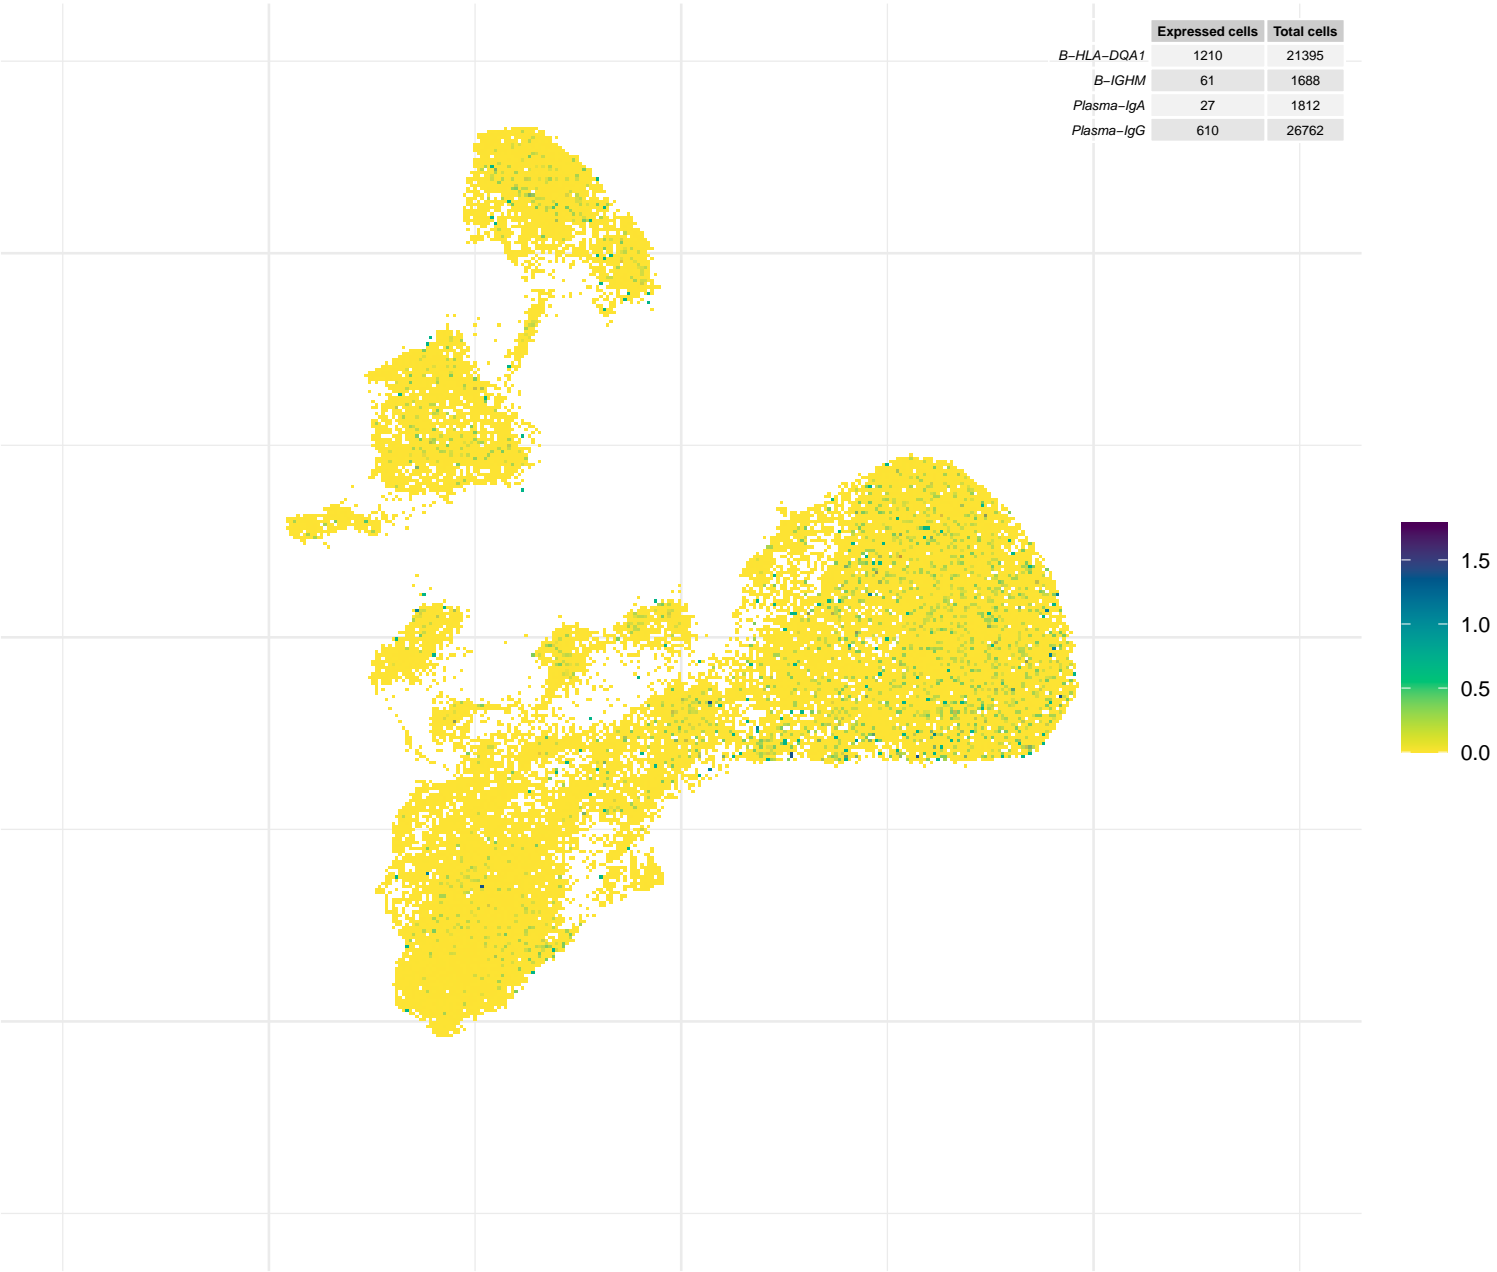 Expressed cells Total cells
B−HLA−DQA1 1210 21395
B−IGHM 61 1688
Plasma−IgA 27 1812
Plasma−IgG 610 26762
1.5
1.0
0.5
0.0